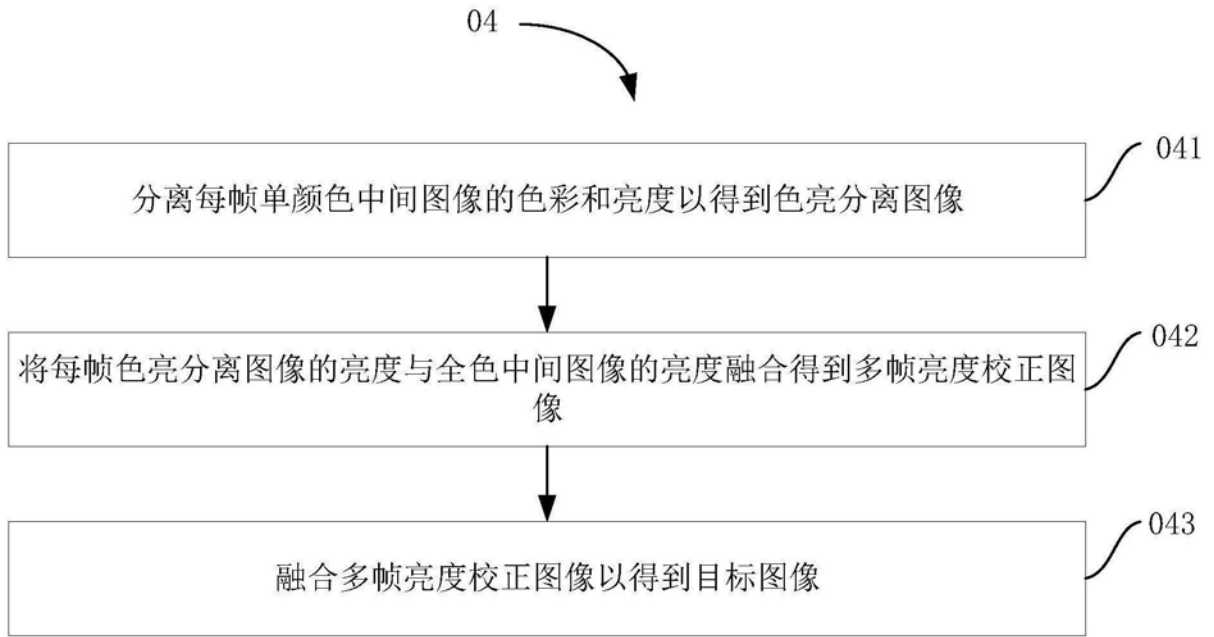 04
041
分离每帧单颜色中间图像的色彩和亮度以得到色亮分离图像
042
将每帧色亮分离图像的亮度与全色中间图像的亮度融合得到多帧亮度校正图
像
043
融合多帧亮度校正图像以得到目标图像